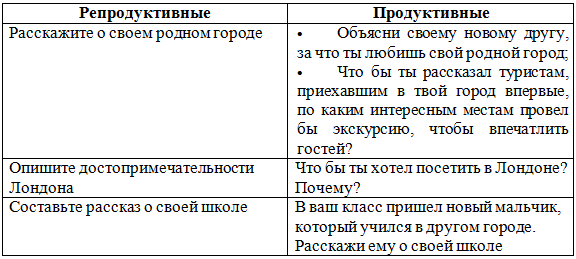 Репродуктивные
Продуктивные
Расскажите о своем родном городе
• Объясни своему новому другу,
за что ты любишь свой родной город;
• Что бы ты рассказал туристам,
приехавшим в твой город впервые,
по каким интересным местам провел
бы экскурсию, чтобы впечатлить
гостей?
Опишите достопримечательности
Лондона
Что бы ты хотел посетить в Лондоне?
Почему?
Составьте рассказ о своей школе
В ваш класс пришел новый мальчик,
который учился в другом городе.
Расскажи ему о своей школе